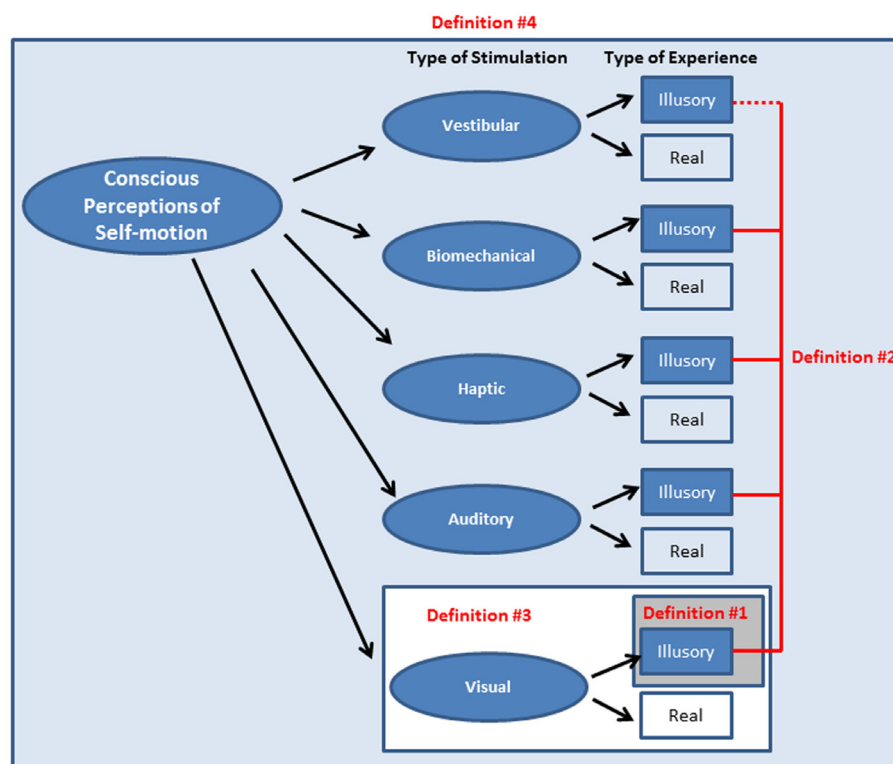 Definition #4
Type of Stimulation
Type of Experience
Conscious
Perceptions of
Self-motion
Vestibular
Illusory
Real
Biomechanical
Illusory
Real
Haptic
Illusory
Real
Definition #2
Auditory
Illusory
Real
Definition #3
Definition #1
Visual
Illusory
Real